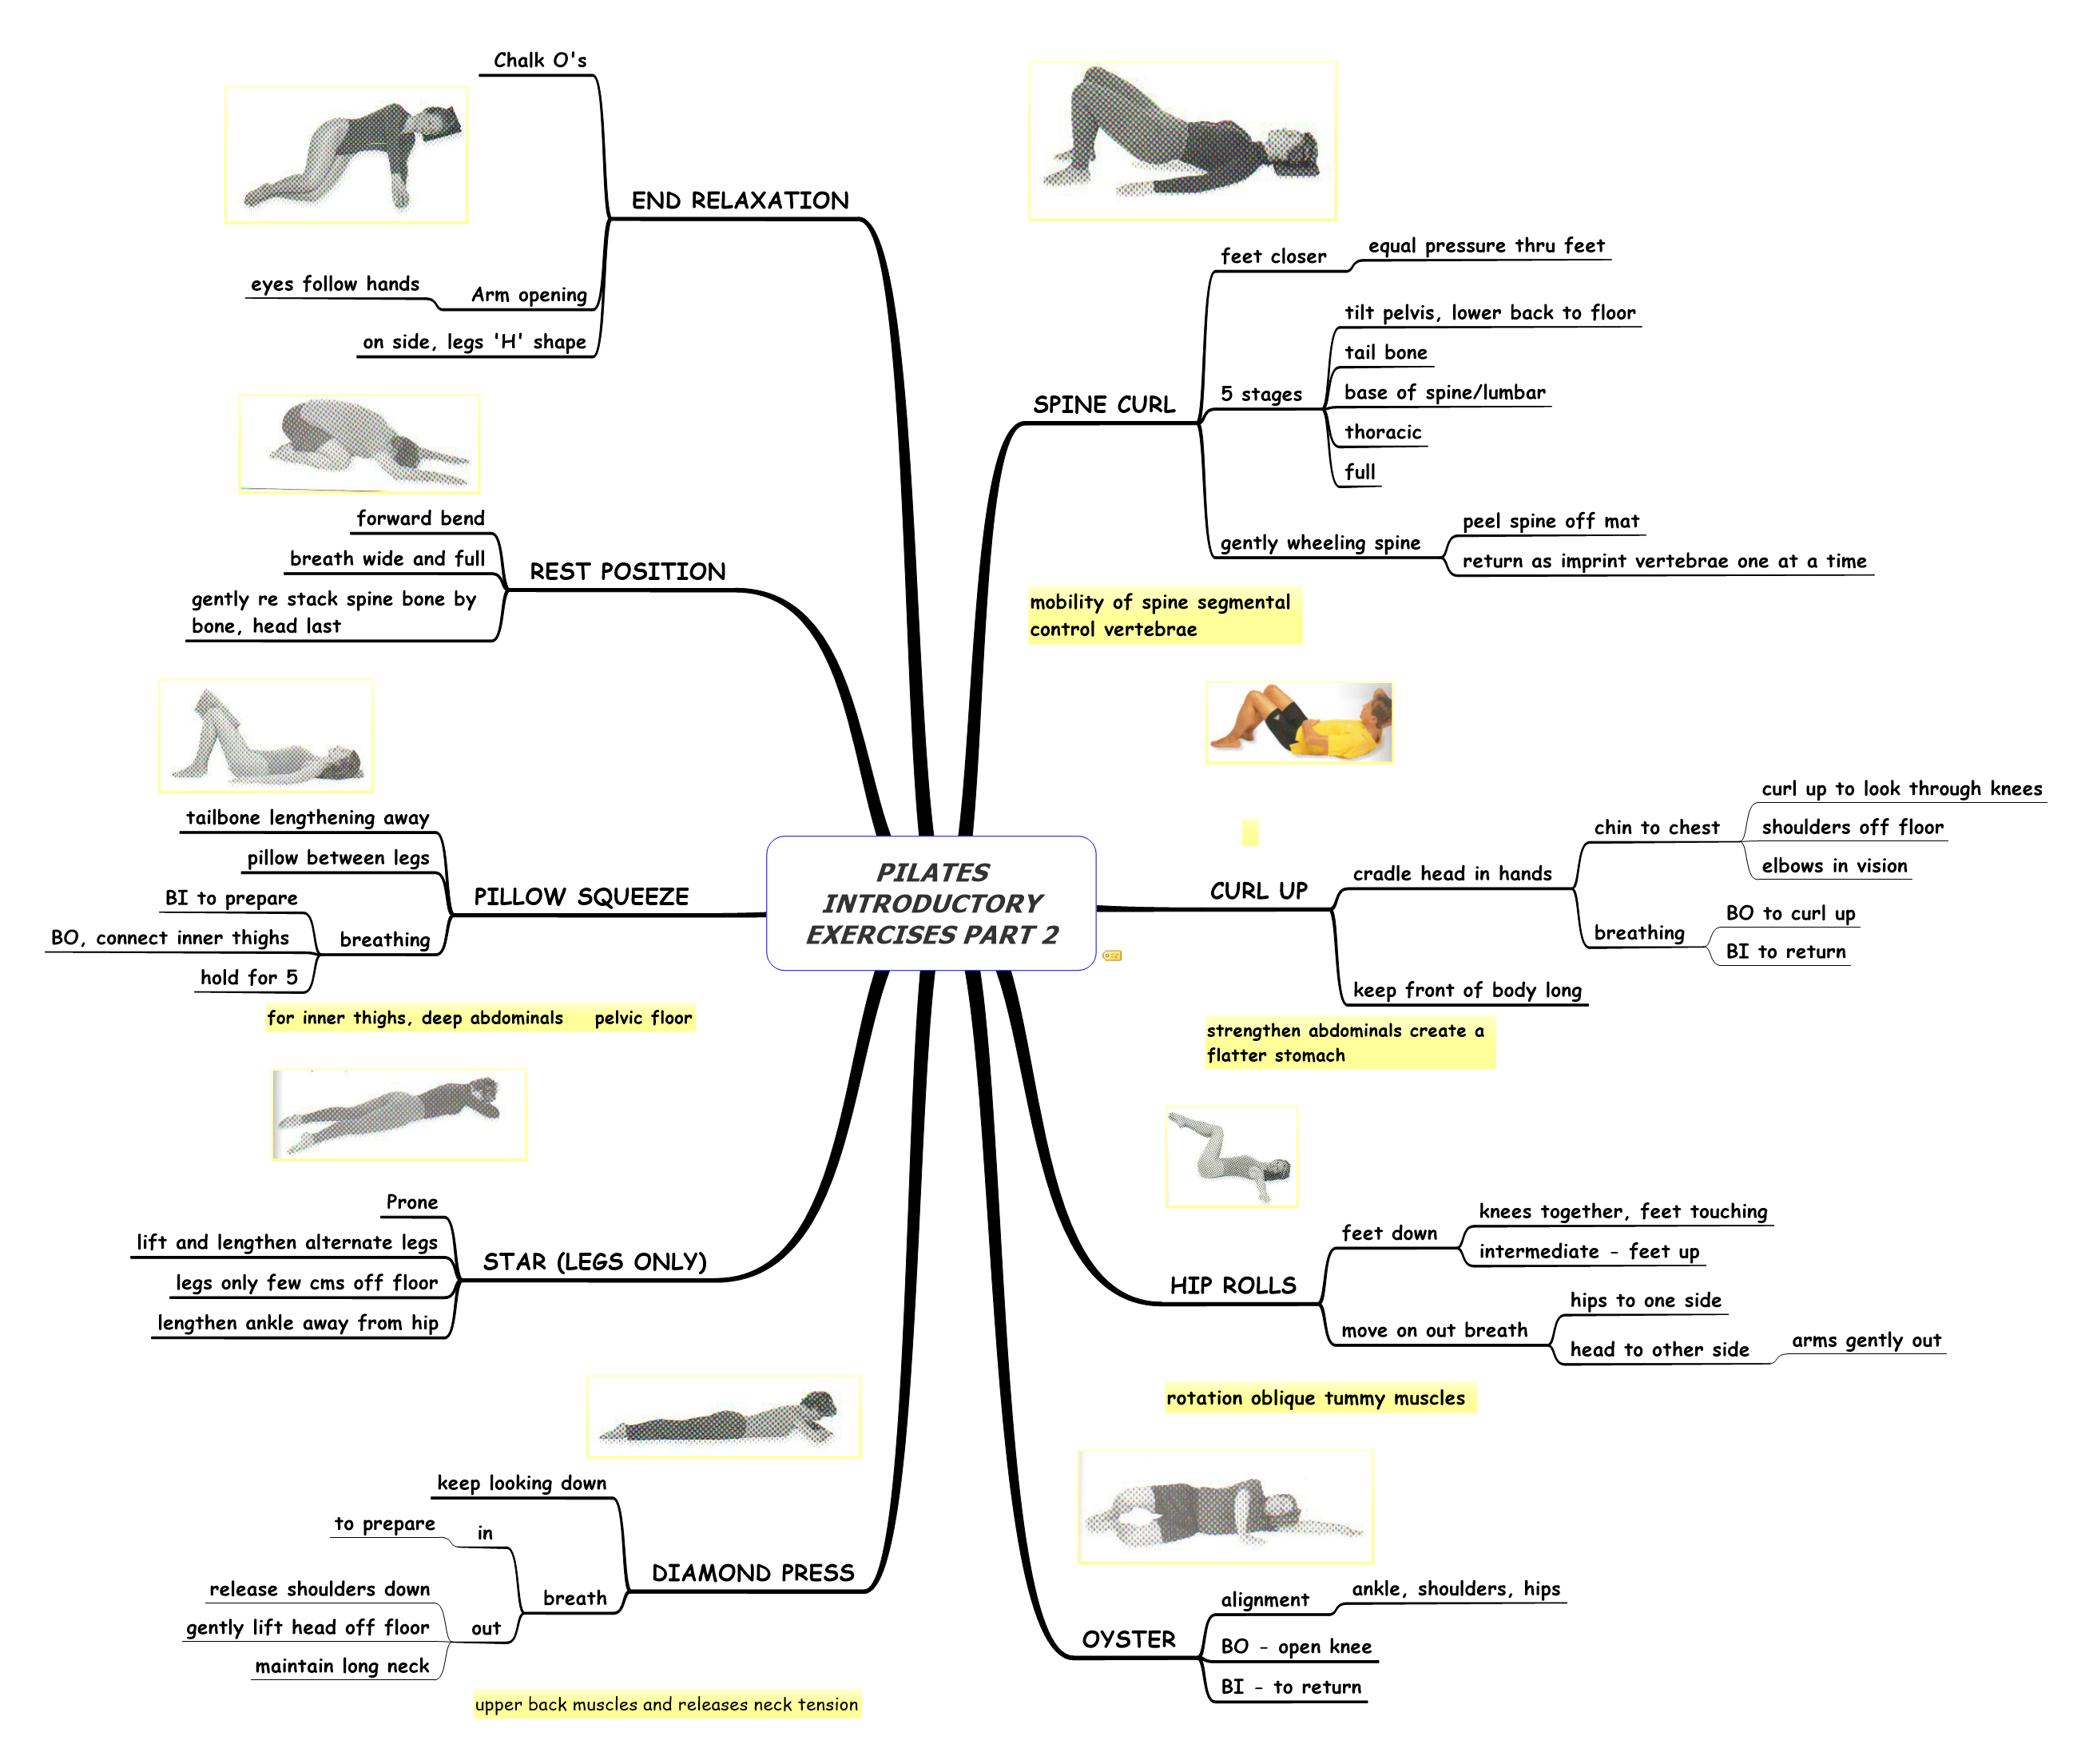 PILATES
INTRODUCTORY
EXERCISES PART 2
SPINE CURL
feet closer
equal pressure thru feet
5 stages
tilt pelvis, lower back to floor
tail bone
base of spine/lumbar
thoracic
full
gently wheeling spine
peel spine off mat
return as imprint vertebrae one at a time
mobility of spine segmental
control vertebrae
CURL UP
cradle head in hands
chin to chest
curl up to look through knees
shoulders off floor
elbows in vision
breathing
BO to curl up
BI to return
keep front of body long
strengthen abdominals create a
flatter stomach
HIP ROLLS
feet down
knees together, feet touching
intermediate - feet up
move on out breath
hips to one side
head to other side
arms gently out
rotation oblique tummy muscles
OYSTER
alignment
ankle, shoulders, hips
BO - open knee
BI - to return
END RELAXATION
Chalk O's
Arm opening
eyes follow hands
on side, legs 'H' shape
REST POSITION
forward bend
breath wide and full
gently re stack spine bone by
bone, head last
PILLOW SQUEEZE
tailbone lengthening away
pillow between legs
breathing
BI to prepare
BO, connect inner thighs
hold for 5
for inner thighs, deep abdominals pelvic floor
STAR (LEGS ONLY)
Prone
lift and lengthen alternate legs
legs only few cms off floor
lengthen ankle away from hip
DIAMOND PRESS
keep looking down
breath
in
to prepare
out
release shoulders down
gently lift head off floor
maintain long neck
upper back muscles and releases neck tension